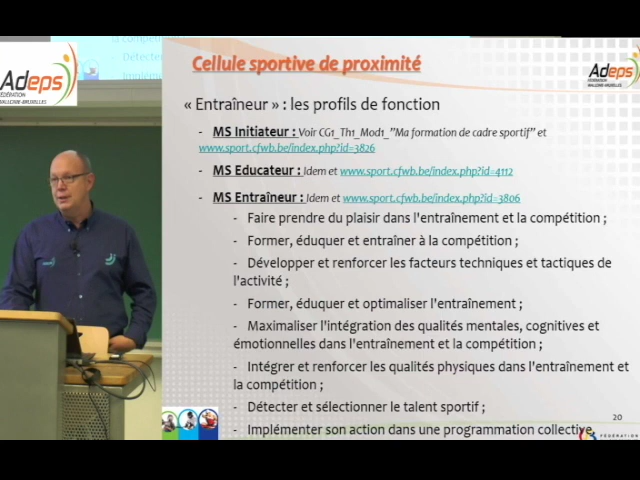 Détecter
Implémen
Adeps
FÉDÉRATION
WALLONIE-BRUXELLES
Cellule sportive de proximité
Adeps
« Entraîneur » : les profils de fonction
- MS Initiateur : Voir CG1_Th1_Mod1_"Ma formation de cadre sportif" et
www.sport.cfwb.be/index.php?id=3826
- MS Educateur : Idem et www.sport.cfwb.be/index.php?id=4112
- MS Entraîneur : Idem et www.sport.cfwb.be/index.php?id=3806
- Faire prendre du plaisir dans l'entraînement et la compétition ;
- Former, éduquer et entraîner à la compétition ;
- Développer et renforcer les facteurs techniques et tactiques de
l'activité ;
- Former, éduquer et optimaliser l'entraînement ;
- Maximaliser l'intégration des qualités mentales, cognitives et
émotionnelles dans l'entraînement et la compétition ;
- Intégrer et renforcer les qualités physiques dans l'entraînement et
la compétition ;
- Détecter et sélectionner le talent sportif ;
- Implémenter son action dans une programmation collective.
20
FÉDÉRATION